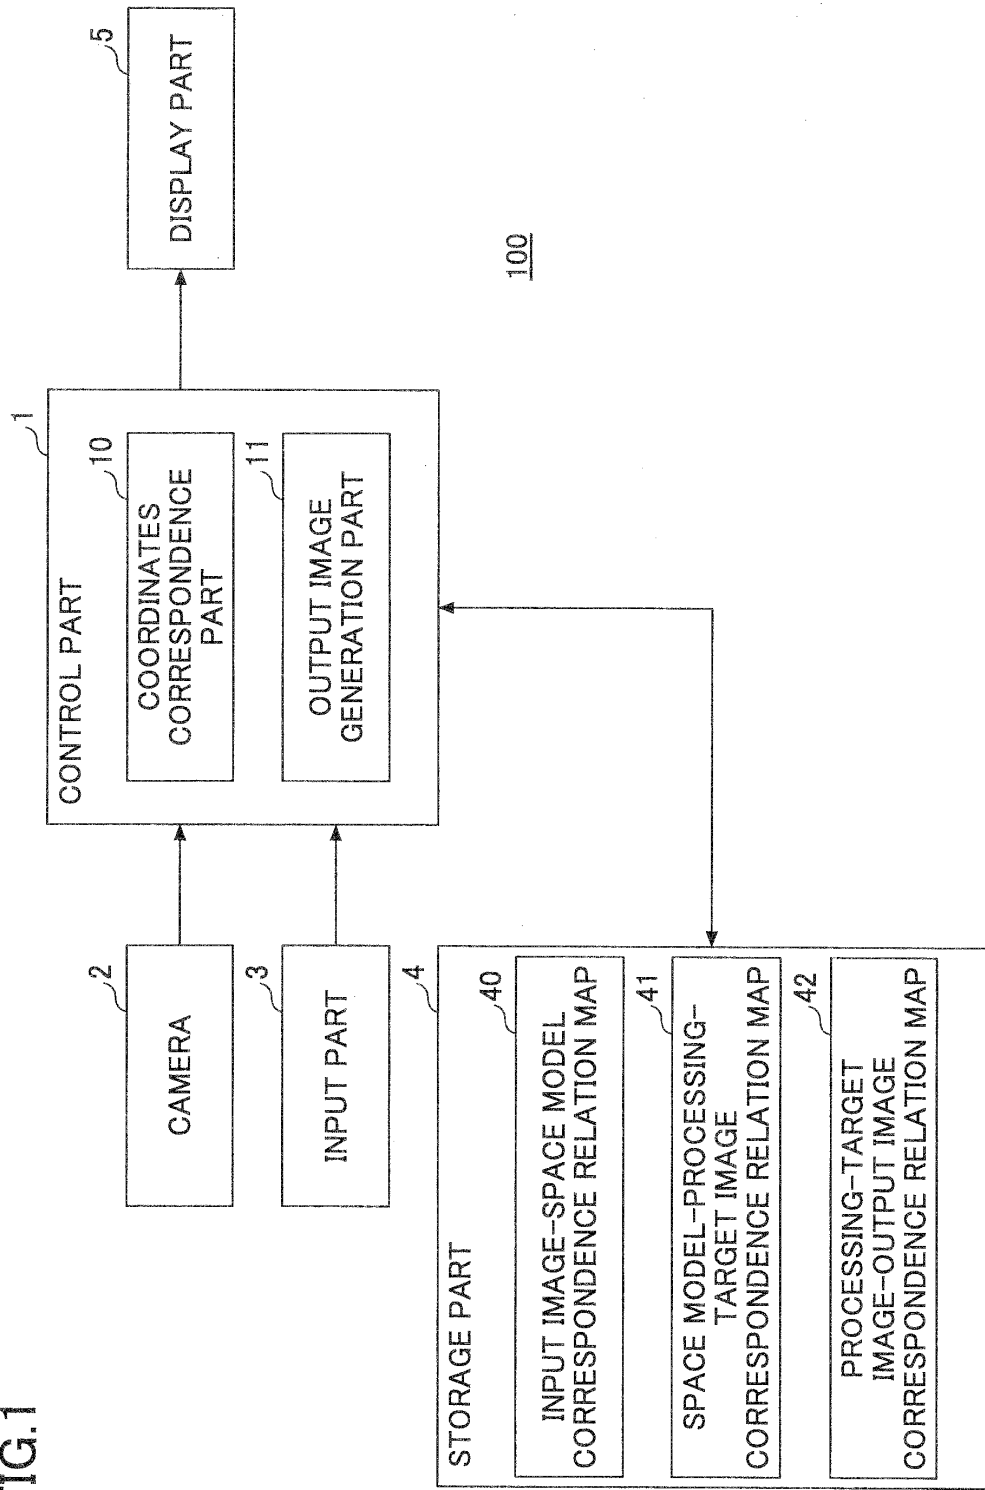 FIG.1
100
CONTROL PART
1
COORDINATES
CORRESPONDENCE
PART
10
OUTPUT IMAGE
GENERATION PART
11
CAMERA
2
INPUT PART
3
DISPLAY PART
5
STORAGE PART
4
INPUT IMAGE-SPACE MODEL
CORRESPONDENCE RELATION MAP
40
SPACE MODEL-PROCESSING-
TARGET IMAGE
CORRESPONDENCE RELATION MAP
41
PROCESSING-TARGET
IMAGE-OUTPUT IMAGE
CORRESPONDENCE RELATION MAP
42